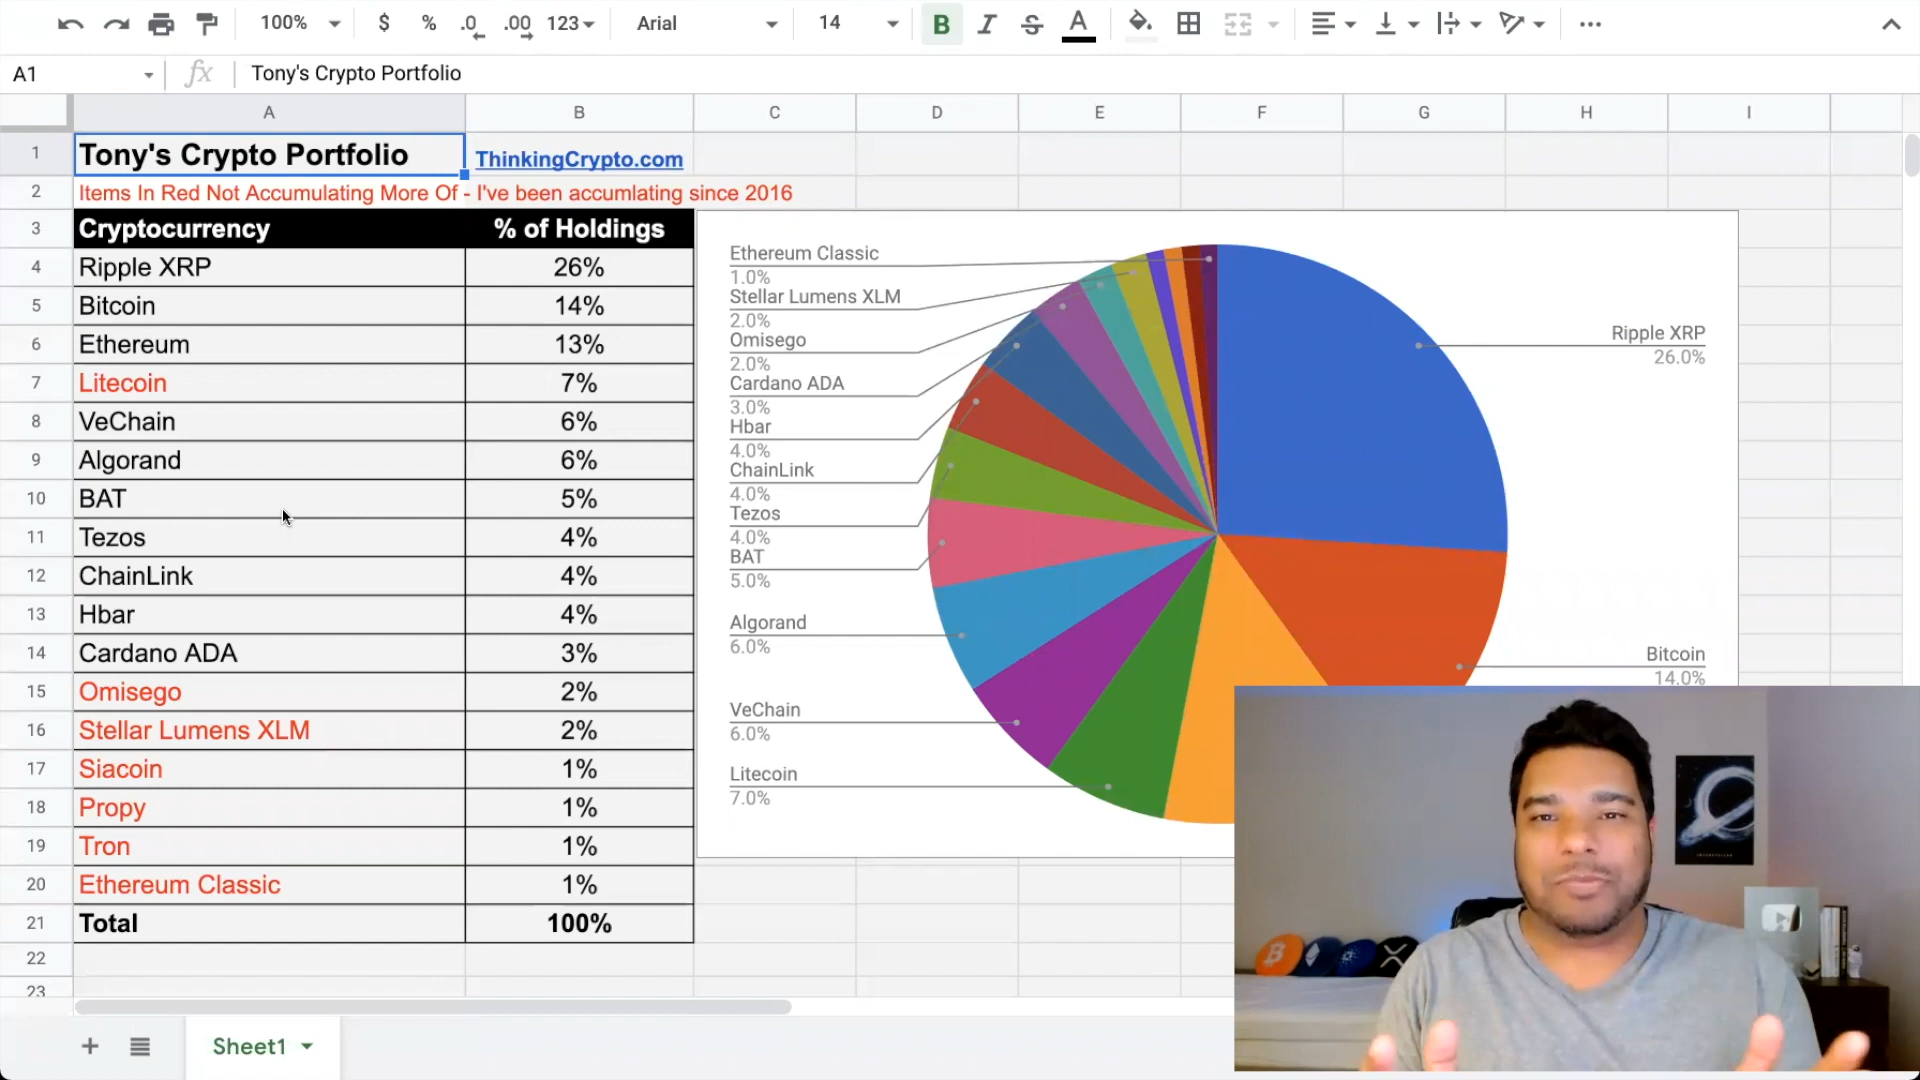 100%
$
%
.0
.00
123
Arial
14
B
I
S
A
A1
fx
Tony's Crypto Portfolio
A
B
C
D
E
F
G
H
I
1
Tony's Crypto Portfolio
ThinkingCrypto.com
2
Items In Red Not Accumulating More Of - I've been accumlating since 2016
3
Cryptocurrency
% of Holdings
4
Ripple XRP
26%
5
Bitcoin
14%
6
Ethereum
13%
7
Litecoin
7%
8
VeChain
6%
9
Algorand
6%
10
BAT
5%
11
Tezos
4%
12
ChainLink
4%
13
Hbar
4%
14
Cardano ADA
3%
15
Omisego
2%
16
Stellar Lumens XLM
2%
17
Siacoin
1%
18
Propy
1%
19
Tron
1%
20
Ethereum Classic
1%
21
Total
100%
22
23
Ethereum Classic
1.0%
Stellar Lumens XLM
2.0%
Omisego
2.0%
Cardano ADA
3.0%
Hbar
4.0%
ChainLink
4.0%
Tezos
4.0%
BAT
5.0%
Algorand
6.0%
VeChain
6.0%
Litecoin
7.0%
Ripple XRP
26.0%
Bitcoin
14.0%
INTERSTELLAR
Sheet1